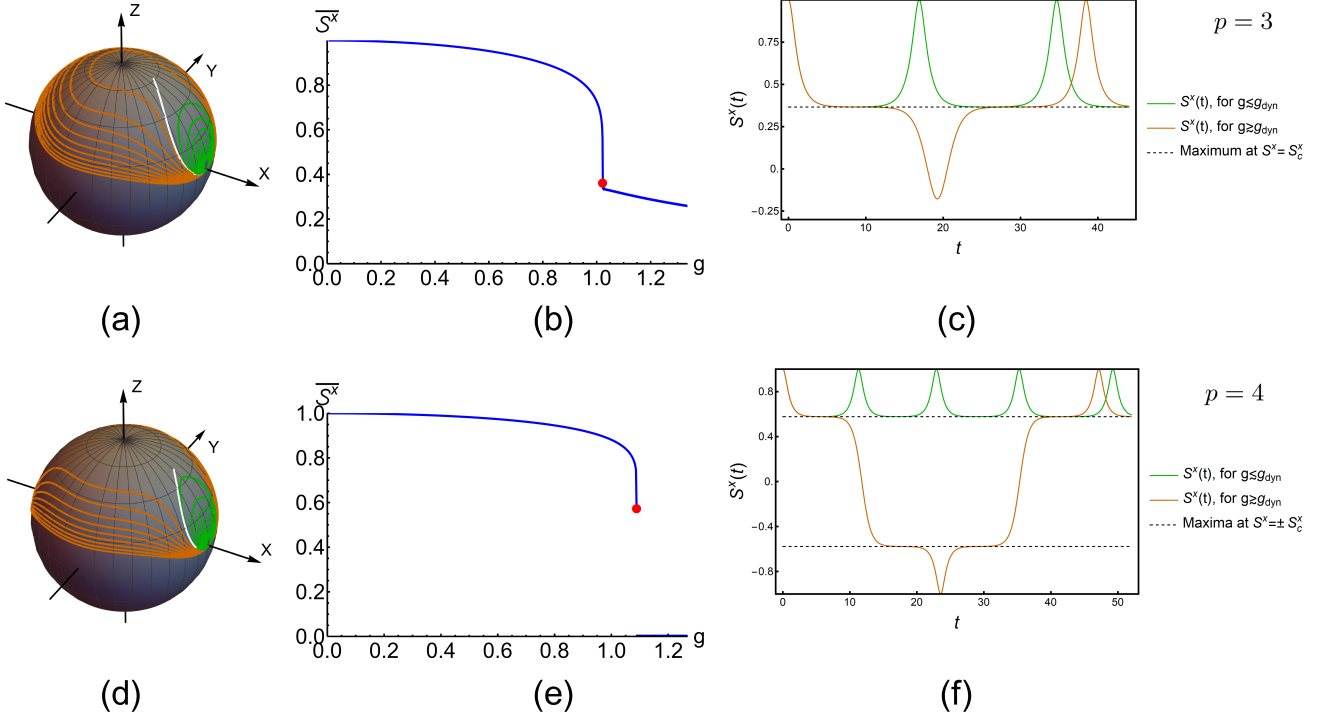 Z
Y
X
S^x
0.8
0.6
0.4
0.2
0.0
0.0 0.2 0.4 0.6 0.8 1.0 1.2 g
S^x(t)
0.75
0.5
0.25
0.
−0.25
0 20 30 40
t
p = 3
S^x(t), for g≤g_dyn
S^x(t), for g≳g_dyn
Maximum at S^x= S_c^x
(a) (b) (c)
Z
Y
X
S^x
1.0
0.8
0.6
0.4
0.2
0.0
0.0 0.2 0.4 0.6 0.8 1.0 1.2 g
S^x(t)
0.8
0.4
0.
−0.4
−0.8
0 10 20 30 40 50
t
p = 4
S^x(t), for g≤g_dyn
S^x(t), for g≳g_dyn
Maxima at S^x=± S_c^x
(d) (e) (f)